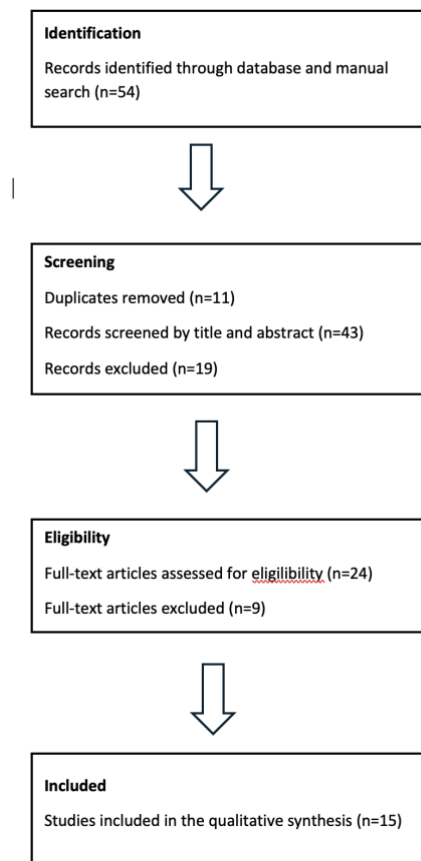 Identification
Records identified through database and manual
search (n=54)
Screening
Duplicates removed (n=11)
Records screened by title and abstract (n=43)
Records excluded (n=19)
Eligibility
Full-text articles assessed for eligilibility (n=24)
Full-text articles excluded (n=9)
Included
Studies included in the qualitative synthesis (n=15)